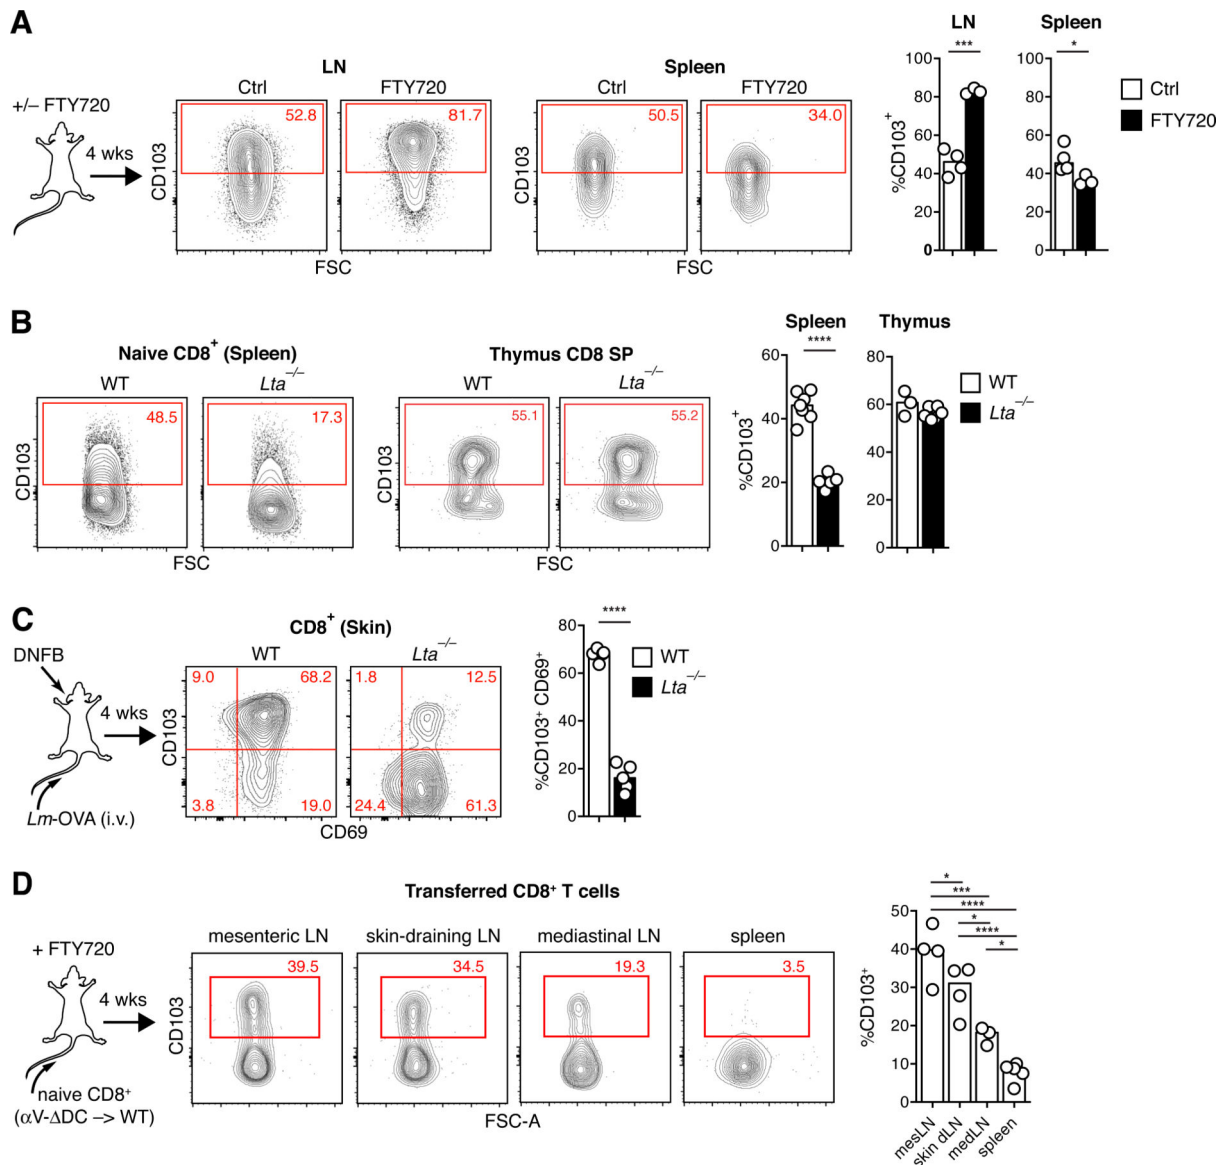 A
+/– FTY720
4 wks
LN
Ctrl
FTY720
52.8
81.7
CD103
FSC
Spleen
Ctrl
FTY720
50.5
34.0
CD103
FSC
LN
Spleen
***
*
100
80
60
40
20
0
%CD103+
100
80
60
40
20
0
Ctrl
FTY720
B
Naive CD8+ (Spleen)
WT
Lta–/–
48.5
17.3
CD103
FSC
Thymus CD8 SP
WT
Lta–/–
55.1
55.2
CD103
FSC
Spleen
Thymus
****
60
40
20
0
%CD103+
80
60
40
20
0
WT
Lta–/–
C
DNFB
4 wks
Lm-OVA (i.v.)
CD8+ (Skin)
WT
Lta–/–
9.0
68.2
3.8
19.0
1.8
12.5
24.4
61.3
CD103
CD69
****
80
60
40
20
0
%CD103+ CD69+
WT
Lta–/–
D
+ FTY720
4 wks
naive CD8+
(αV-ΔDC –> WT)
Transferred CD8+ T cells
mesenteric LN
skin-draining LN
mediastinal LN
spleen
39.5
34.5
19.3
3.5
CD103
FSC-A
*
***
****
*
****
*
50
40
30
20
10
0
%CD103+
mesLN
skin dLN
medLN
spleen